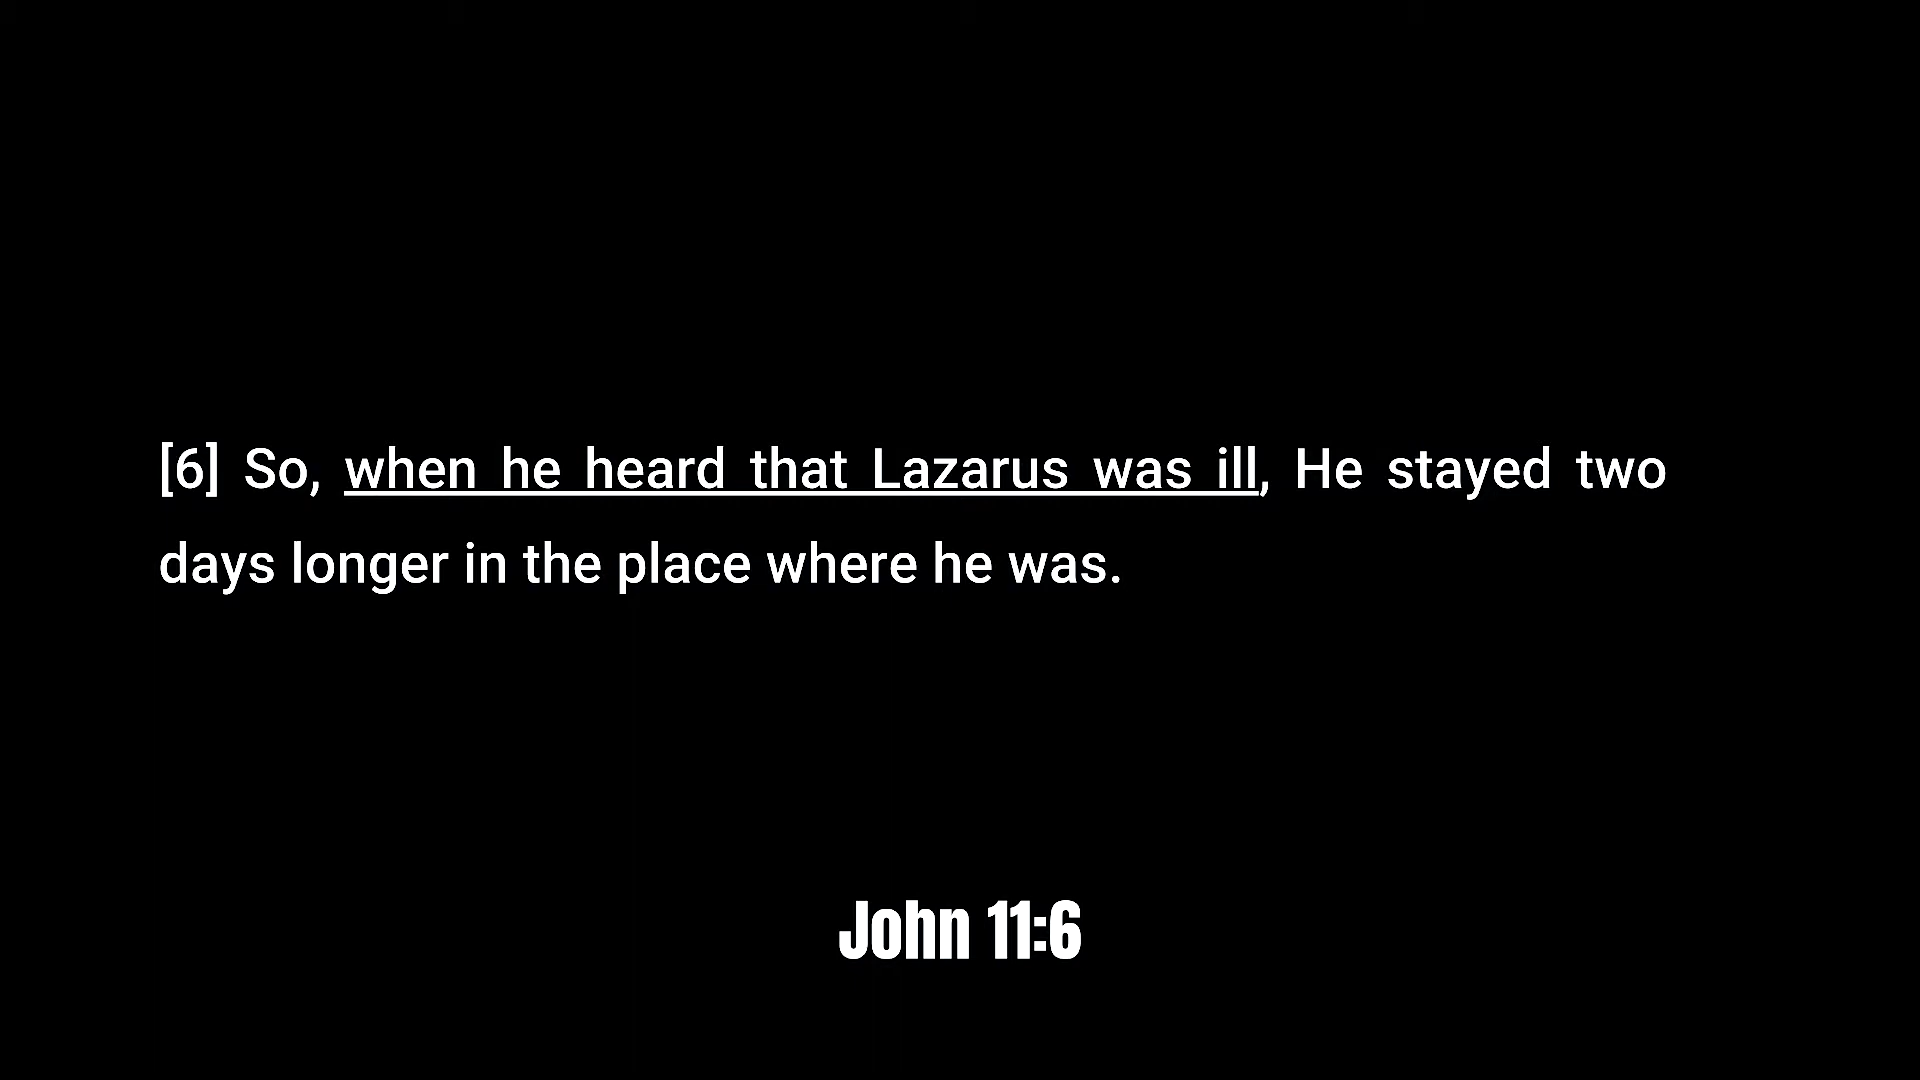 [6] So, when he heard that Lazarus was ill, He stayed two
days longer in the place where he was.
John 11:6